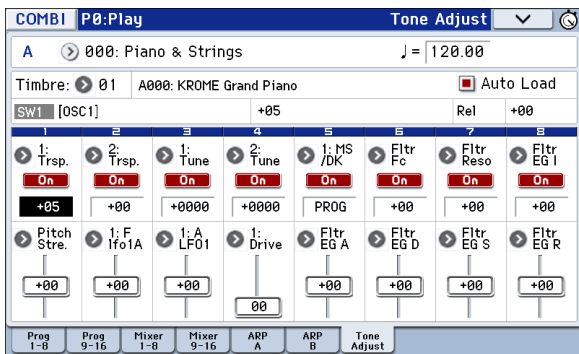 COMBI P0:Play Tone Adjust
A 000: Piano & Strings ♩= 120.00
Timbre: 01 A000: KROME Grand Piano Auto Load
SW1 [OSC1] +05 Rel +00
1 2 3 4 5 6 7 8
1: Trsp. 2: Trsp. 1: Tune 2: Tune 1: MS /DK Fltr Fc Fltr Reso Fltr EG I
On On On On On On On On
+05 +00 +0000 +0000 PROG +00 +00 +00
Pitch Stre. 1: F lfo1A 1: A LFO1 1: Drive Fltr EG A Fltr EG D Fltr EG S Fltr EG R
+00 +00 +00 00 +00 +00 +00 +00
Prog 1-8 Prog 9-16 Mixer 1-8 Mixer 9-16 ARP A ARP B Tone Adjust